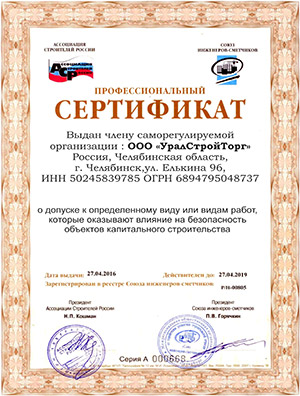 АССОЦИАЦИЯ
СТРОИТЕЛЕЙ РОССИИ
СОЮЗ
ИНЖЕНЕРОВ-СМЕТЧИКОВ
ПРОФЕССИОНАЛЬНЫЙ
СЕРТИФИКАТ
Выдан члену саморегулируемой
организации : ООО «УралСтройТорг»
Россия, Челябинская область,
г. Челябинск,ул. Елькина 96,
ИНН 50245839785 ОГРН 6894795048737
о допуске к определенному виду или видам работ,
которые оказывают влияние на безопасность
объектов капитального строительства
Дата выдачи: 27.04.2016 Действителен до: 27.04.2019
Зарегистрирован в реестре Союза инженеров сметчиков Р/16-00805
Президент
Ассоциации Строителей России
Н.П. Кошман
Президент
Союза инженеров-сметчиков
П.В. Горячкин
Серия А 000668